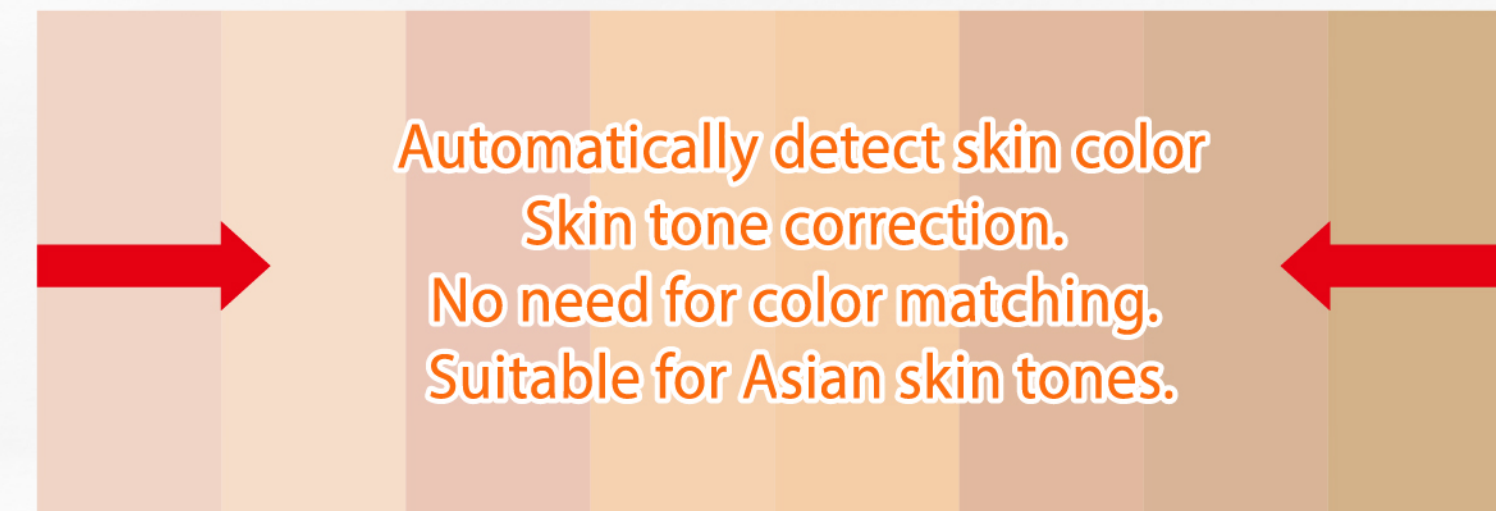 Automatically detect skin color
Skin tone correction.
No need for color matching.
Suitable for Asian skin tones.